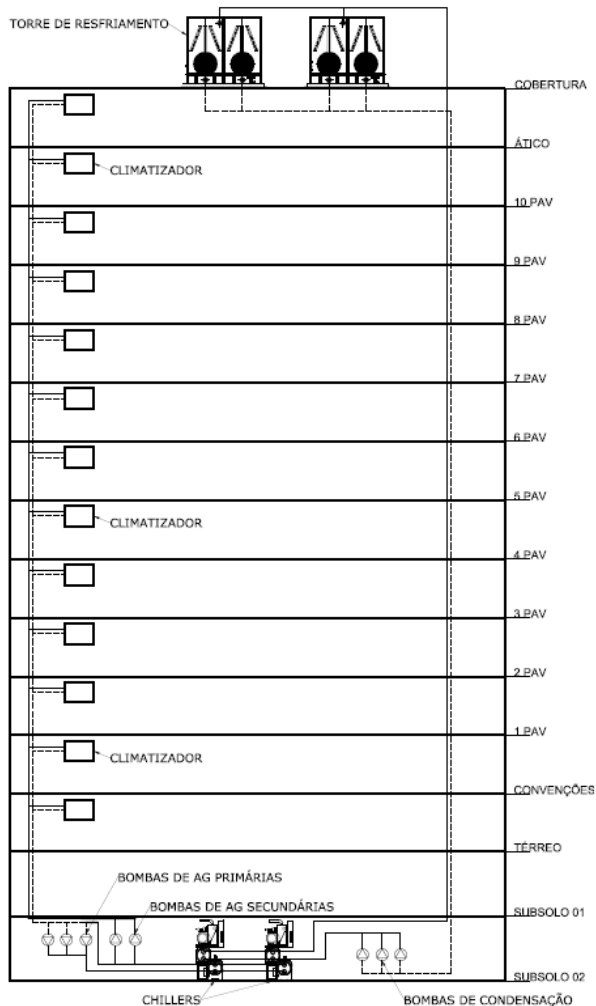 TORRE DE RESFRIAMENTO
COBERTURA
ÁTICO
CLIMATIZADOR
10 PAV
9 PAV
8 PAV
7 PAV
6 PAV
5 PAV
CLIMATIZADOR
4 PAV
3 PAV
2 PAV
1 PAV
CLIMATIZADOR
CONVENÇÕES
TÉRREO
BOMBAS DE AG PRIMÁRIAS
BOMBAS DE AG SECUNDÁRIAS
SUBSOLO 01
SUBSOLO 02
CHILLERS
BOMBAS DE CONDENSAÇÃO